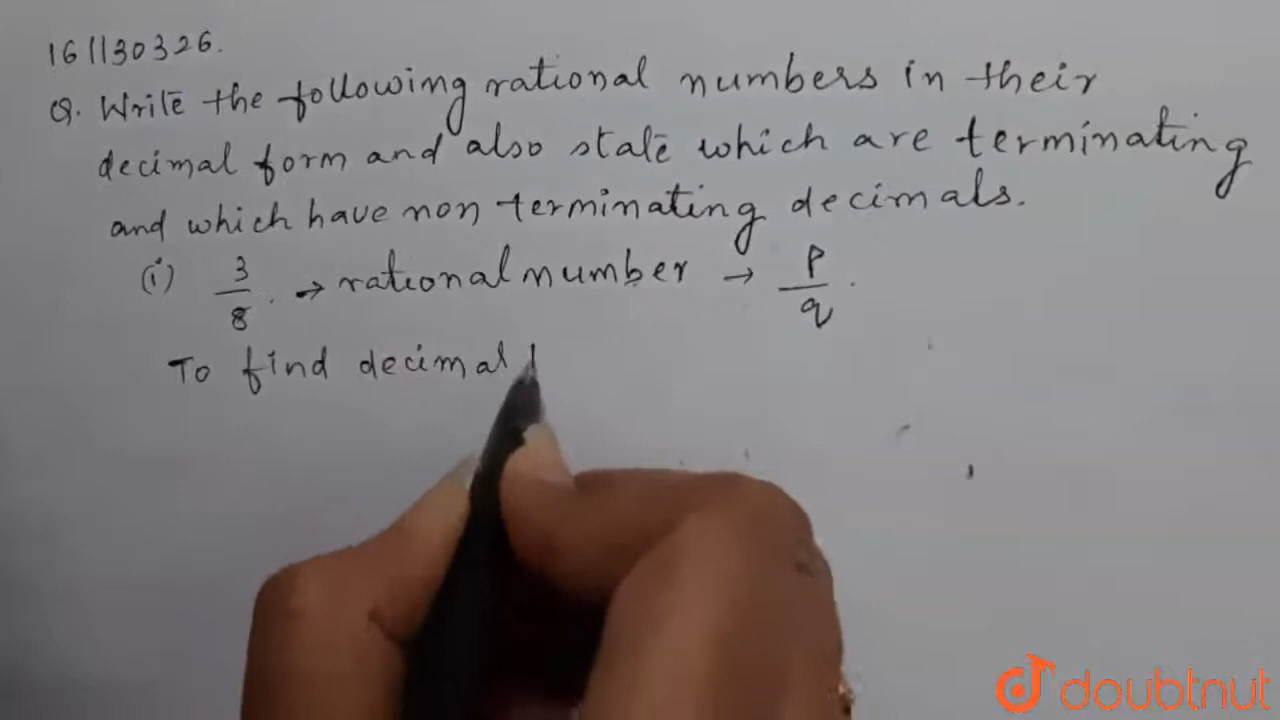 161130326.
Q. Write the following rational numbers in their
decimal form and also state which are terminating
and which have non terminating decimals.
(i) 3/8. → rational number → p/q.
To find decimal
doubtnut